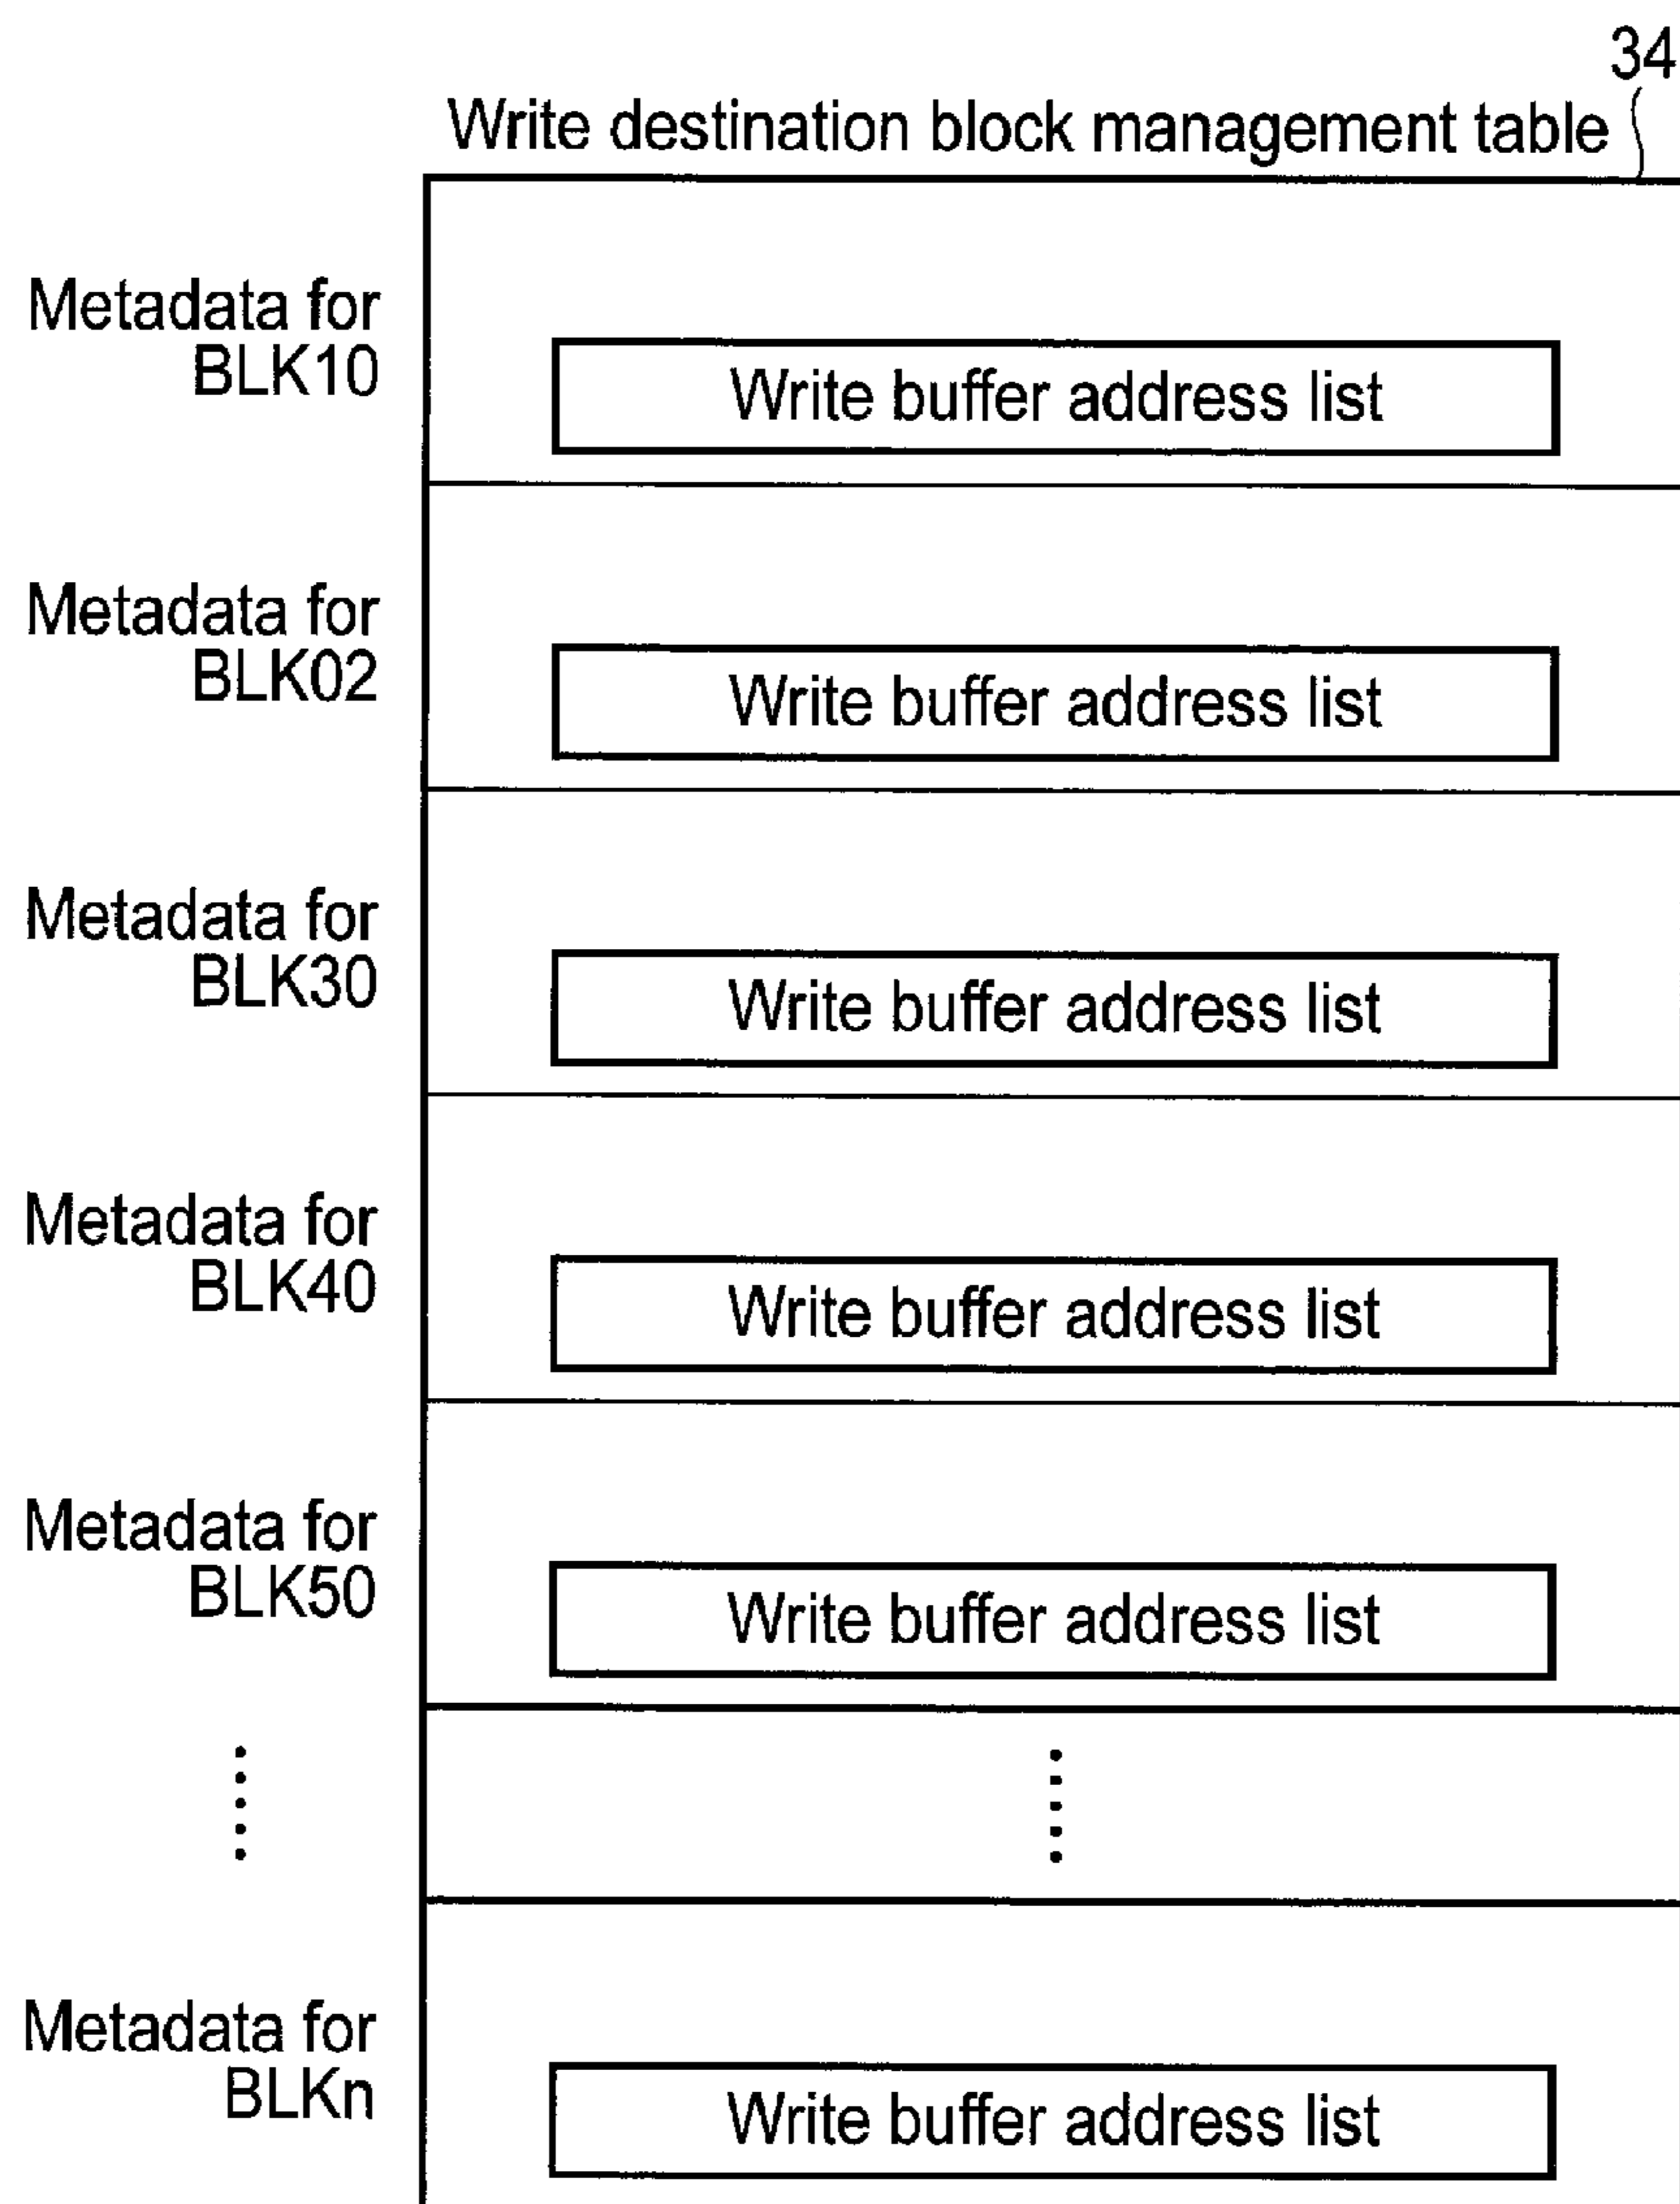 34
Write destination block management table
Metadata for
BLK10
Write buffer address list
Metadata for
BLK02
Write buffer address list
Metadata for
BLK30
Write buffer address list
Metadata for
BLK40
Write buffer address list
Metadata for
BLK50
Write buffer address list
Metadata for
BLKn
Write buffer address list